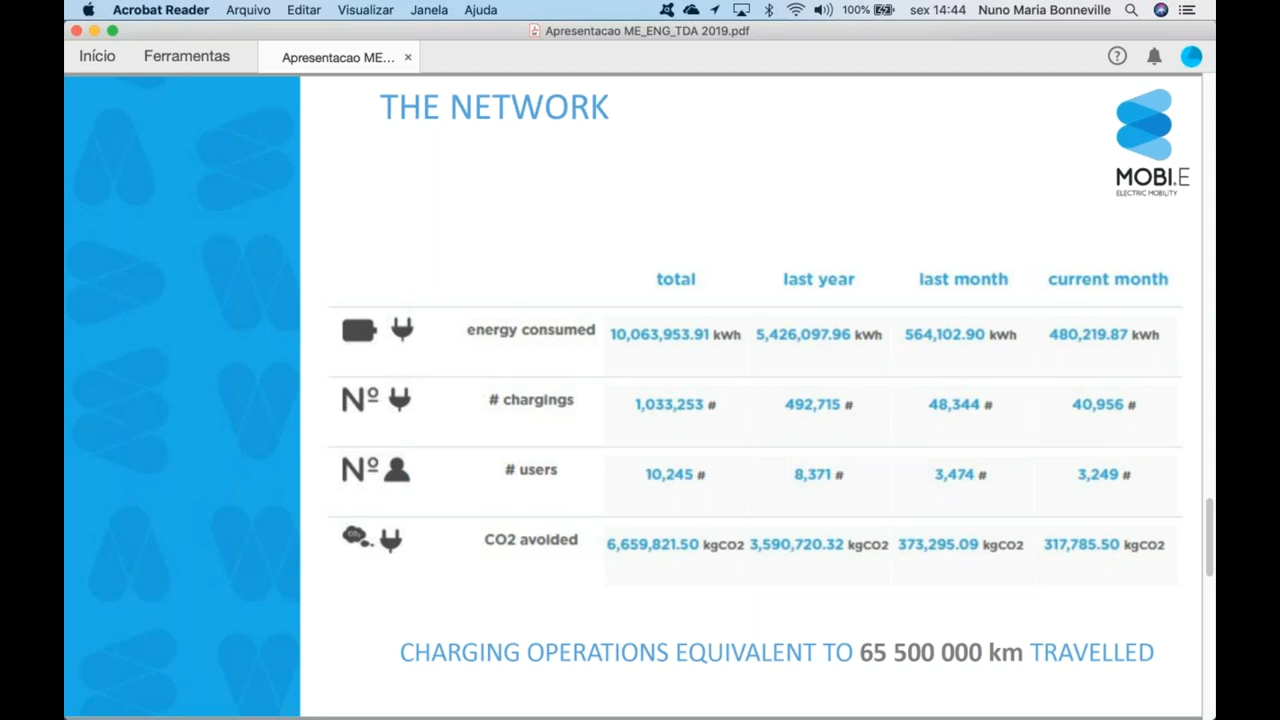 Acrobat Reader Arquivo Editar Visualizar Janela Ajuda 100% sex 14:44 Nuno Maria Bonneville
Apresentacao ME_ENG_TDA 2019.pdf
Início Ferramentas Apresentacao ME... ×
THE NETWORK
MOBI.E
ELECTRIC MOBILITY
total last year last month current month
energy consumed 10,063,953.91 kWh 5,426,097.96 kWh 564,102.90 kWh 480,219.87 kWh
Nº # chargings 1,033,253 # 492,715 # 48,344 # 40,956 #
Nº # users 10,245 # 8,371 # 3,474 # 3,249 #
CO2 avoided 6,659,821.50 kgCO2 3,590,720.32 kgCO2 373,295.09 kgCO2 317,785.50 kgCO2
CHARGING OPERATIONS EQUIVALENT TO 65 500 000 km TRAVELLED